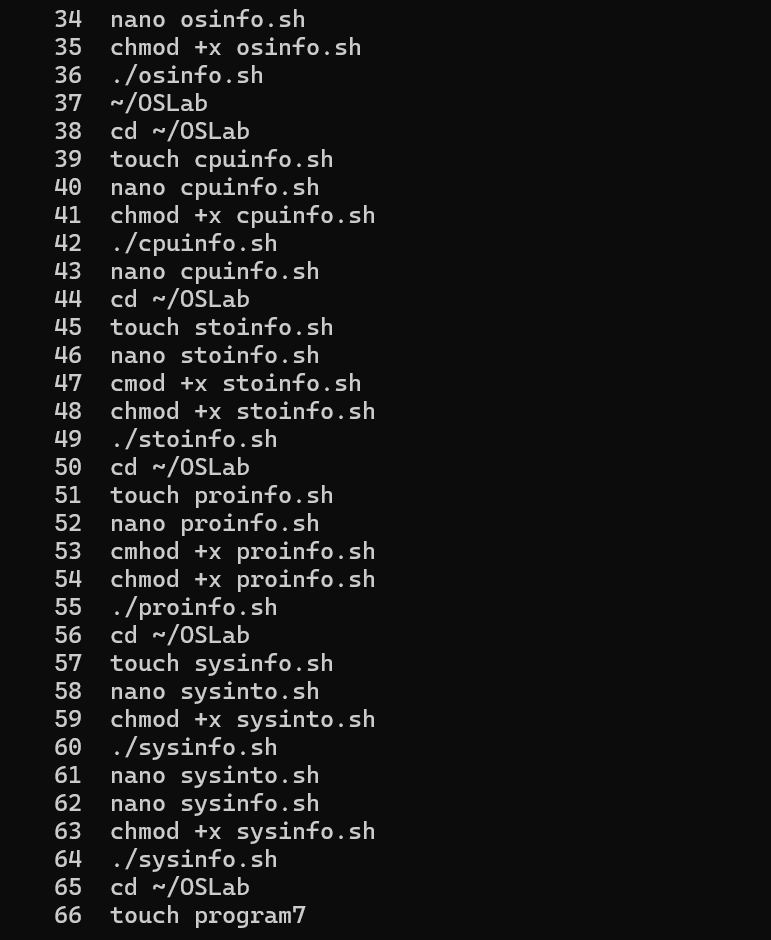 34 nano osinfo.sh
35 chmod +x osinfo.sh
36 ./osinfo.sh
37 ~/OSLab
38 cd ~/OSLab
39 touch cpuinfo.sh
40 nano cpuinfo.sh
41 chmod +x cpuinfo.sh
42 ./cpuinfo.sh
43 nano cpuinfo.sh
44 cd ~/OSLab
45 touch stoinfo.sh
46 nano stoinfo.sh
47 cmod +x stoinfo.sh
48 chmod +x stoinfo.sh
49 ./stoinfo.sh
50 cd ~/OSLab
51 touch proinfo.sh
52 nano proinfo.sh
53 cmhod +x proinfo.sh
54 chmod +x proinfo.sh
55 ./proinfo.sh
56 cd ~/OSLab
57 touch sysinfo.sh
58 nano sysinto.sh
59 chmod +x sysinto.sh
60 ./sysinfo.sh
61 nano sysinto.sh
62 nano sysinfo.sh
63 chmod +x sysinfo.sh
64 ./sysinfo.sh
65 cd ~/OSLab
66 touch program7